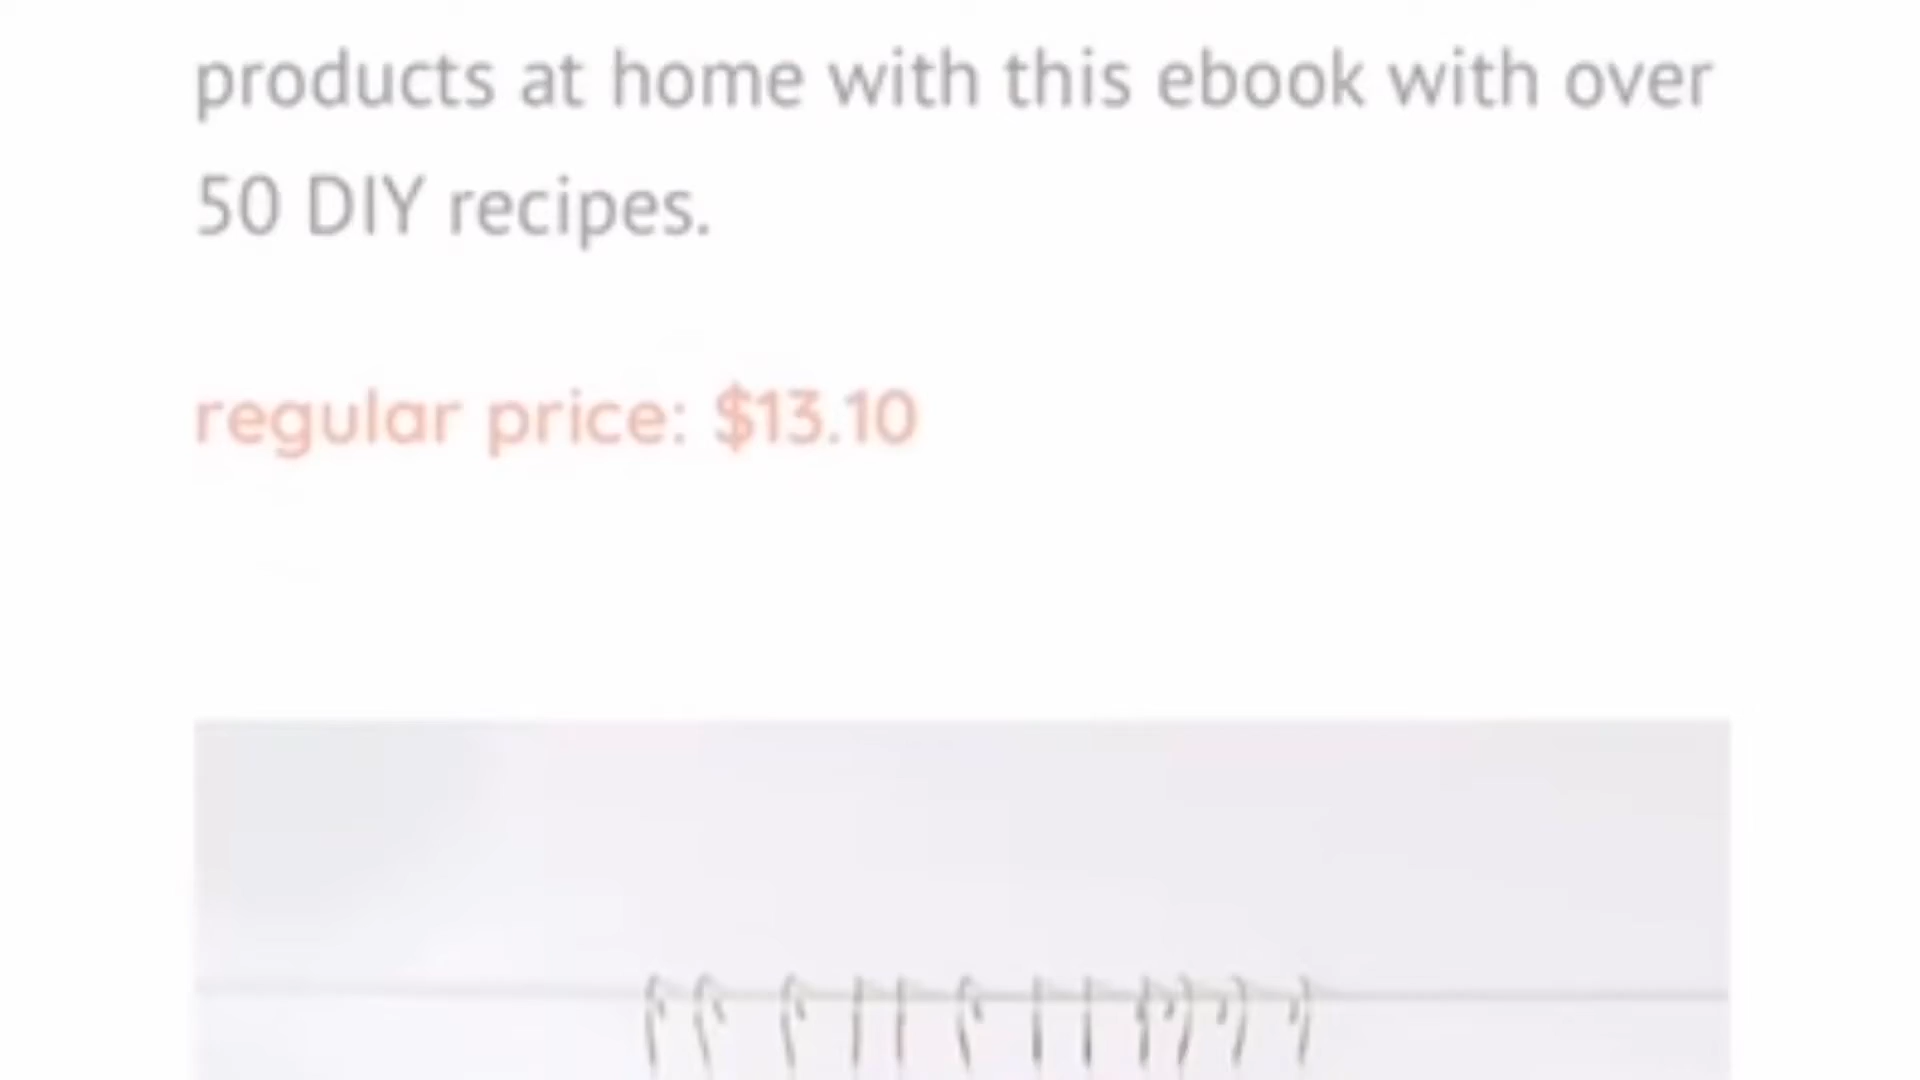 products at home with this ebook with over
50 DIY recipes.
regular price: $13.10